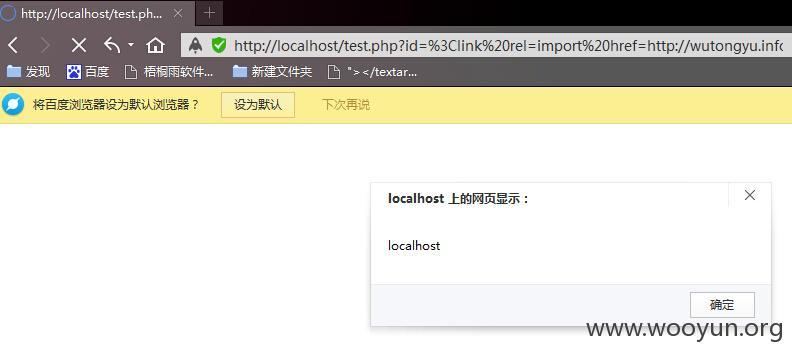 http://localhost/test.ph...
http://localhost/test.php?id=%3Clink%20rel=import%20href=http://wutongyu.info
发现 百度 梧桐雨软件... 新建文件夹 "></textar...
将百度浏览器设为默认浏览器？ 设为默认 下次再说
localhost 上的网页显示：
localhost
确定
www.wooyun.org